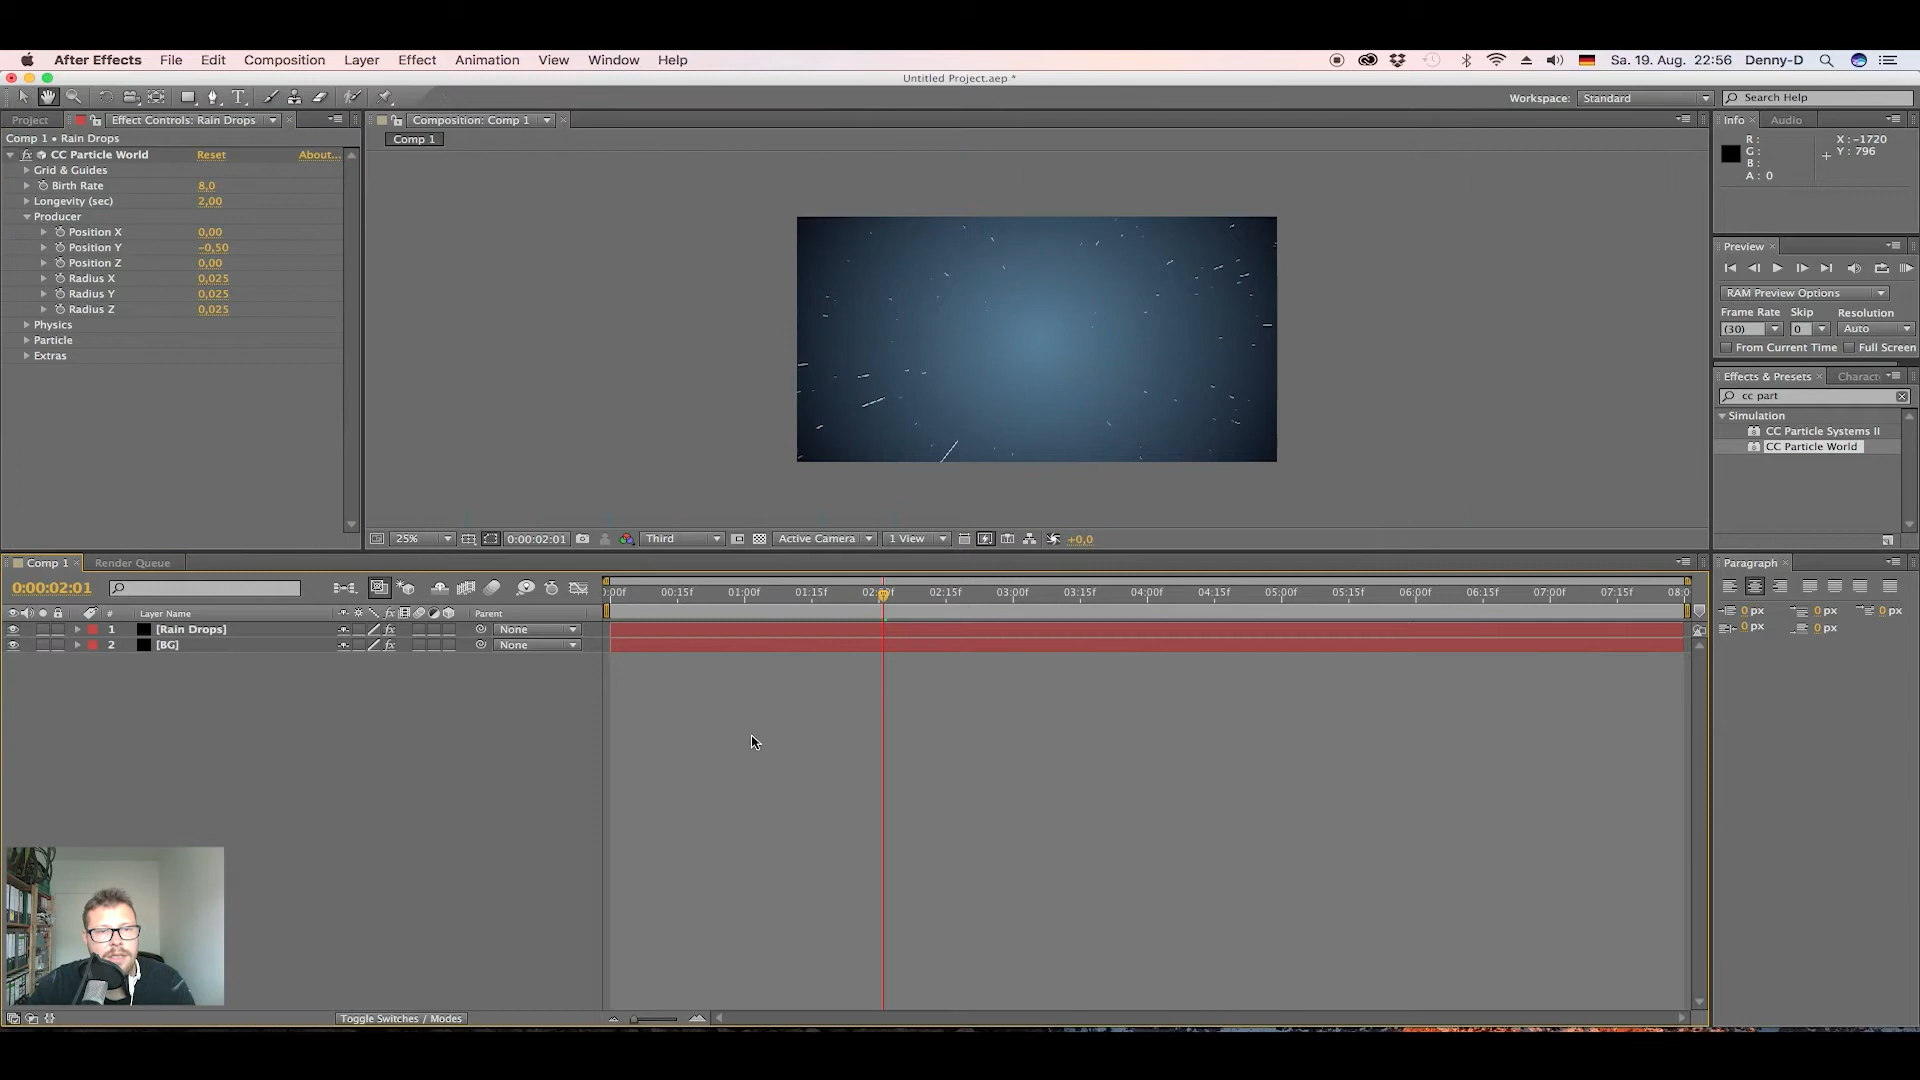 After Effects File Edit Composition Layer Effect Animation View Window Help Sa. 19. Aug. 22:56 Denny-D
Untitled Project.aep *
Workspace: Standard Search Help
Project Effect Controls: Rain Drops Composition: Comp 1 Info Audio
Comp 1 • Rain Drops
Comp 1
fx CC Particle World Reset About...
Grid & Guides
Birth Rate 8,0
Longevity (sec) 2,00
Producer
Position X 0,00
Position Y -0,50
Position Z 0,00
Radius X 0,025
Radius Y 0,025
Radius Z 0,025
Physics
Particle
Extras
R :
G :
B :
A : 0
X : -1720
Y : 796
Preview
RAM Preview Options
Frame Rate Skip Resolution
(30) 0 Auto
From Current Time Full Screen
Effects & Presets Charact
cc part
Simulation
CC Particle Systems II
CC Particle World
25% 0:00:02:01 Third Active Camera 1 View +0,0
Comp 1 Render Queue
0:00:02:01
# Layer Name fx Parent
1 [Rain Drops] fx None
2 [BG] fx None
):00f 00:15f 01:00f 01:15f 02:00f 02:15f 03:00f 03:15f 04:00f 04:15f 05:00f 05:15f 06:00f 06:15f 07:00f 07:15f 08:0
Paragraph
0 px 0 px 0 px
0 px 0 px
Toggle Switches / Modes